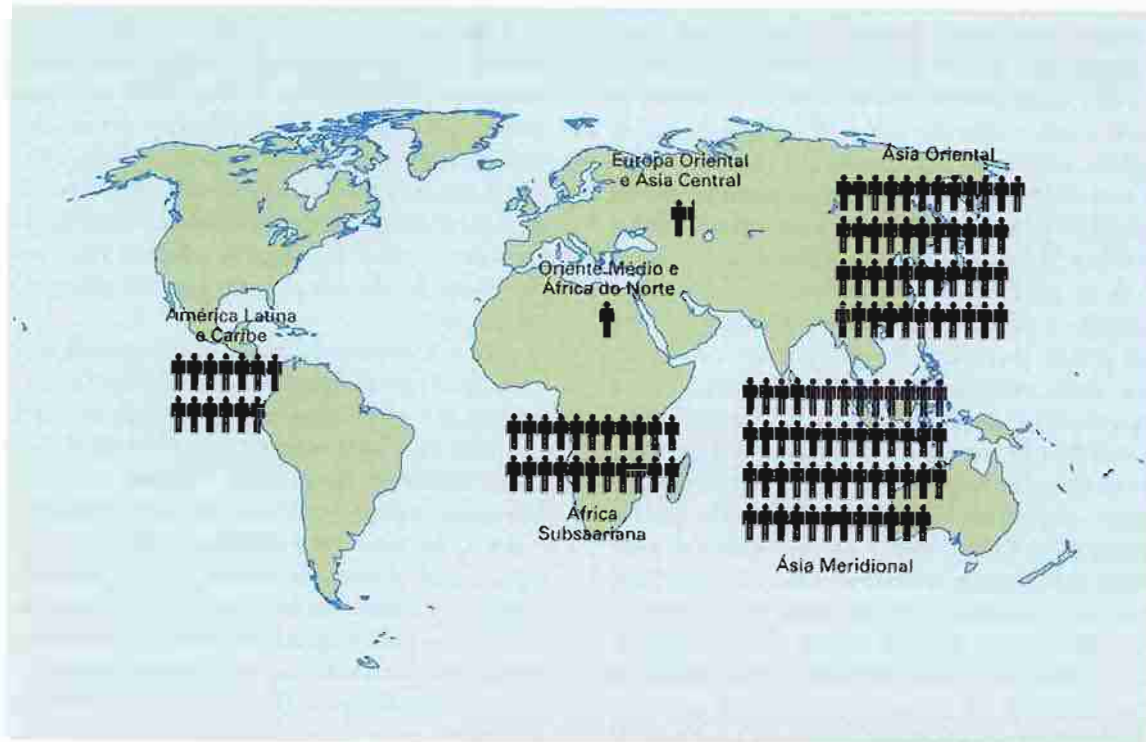 Europa Oriental
e Ásia Central
Ásia Oriental
Oriente Médio e
África do Norte
América Latina
e Caribe
África
Subsaariana
Ásia Meridional